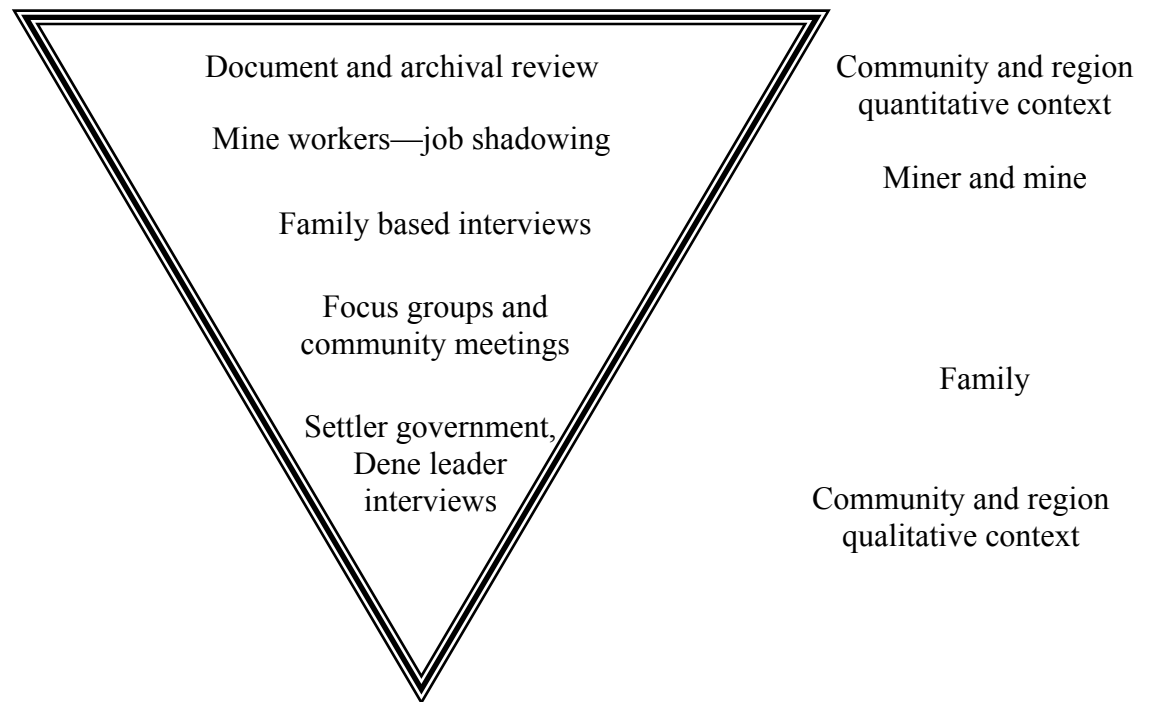 Document and archival review
Mine workers—job shadowing
Family based interviews
Focus groups and
community meetings
Settler government,
Dene leader
interviews
Community and region
quantitative context
Miner and mine
Family
Community and region
qualitative context